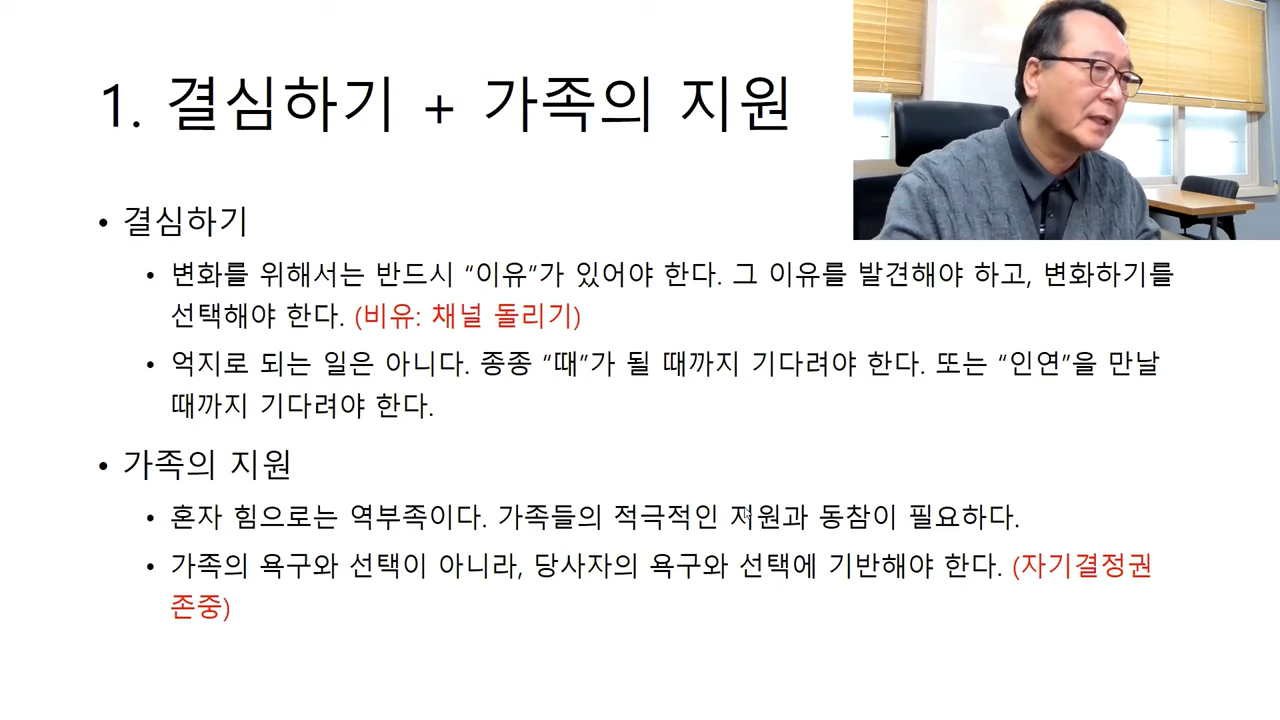 1. 결심하기 + 가족의 지원
• 결심하기
• 변화를 위해서는 반드시 “이유”가 있어야 한다. 그 이유를 발견해야 하고, 변화하기를
선택해야 한다. (비유: 채널 돌리기)
• 억지로 되는 일은 아니다. 종종 “때”가 될 때까지 기다려야 한다. 또는 “인연”을 만날
때까지 기다려야 한다.
• 가족의 지원
• 혼자 힘으로는 역부족이다. 가족들의 적극적인 지원과 동참이 필요하다.
• 가족의 욕구와 선택이 아니라, 당사자의 욕구와 선택에 기반해야 한다. (자기결정권
존중)